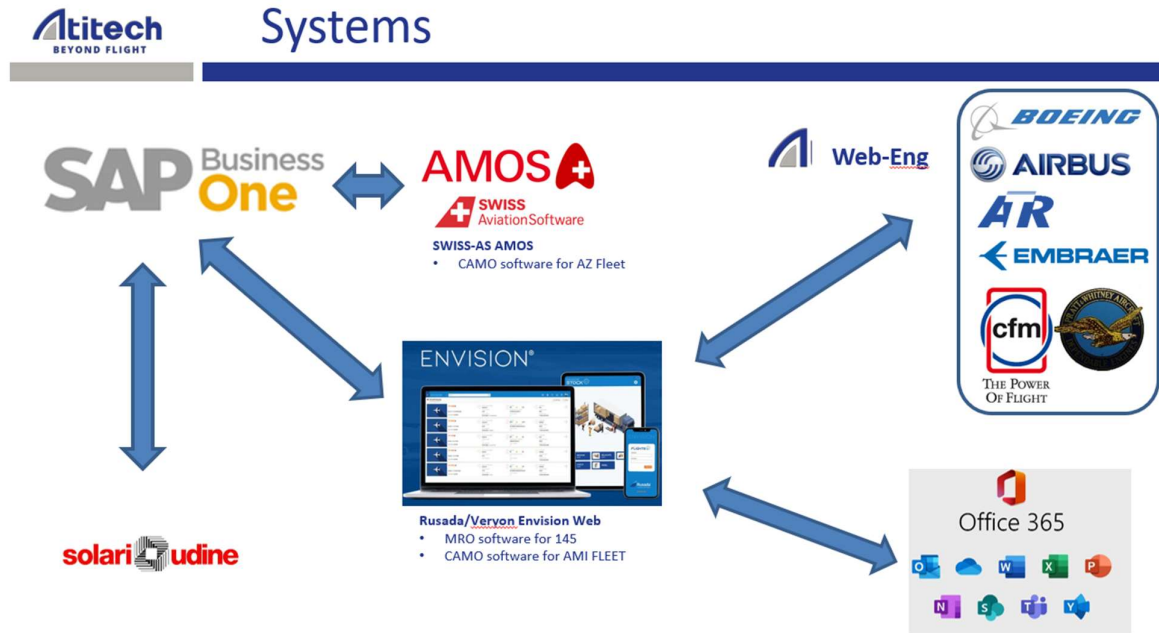 Atitech
BEYOND FLIGHT
Systems
SAP Business
One
AMOS
SWISS
AviationSoftware
SWISS-AS AMOS
• CAMO software for AZ Fleet
Web-Eng
BOEING
AIRBUS
ATR
EMBRAER
cfm
THE POWER
OF FLIGHT
ENVISION®
Rusada/Veryon Envision Web
• MRO software for 145
• CAMO software for AMI FLEET
solari udine
Office 365